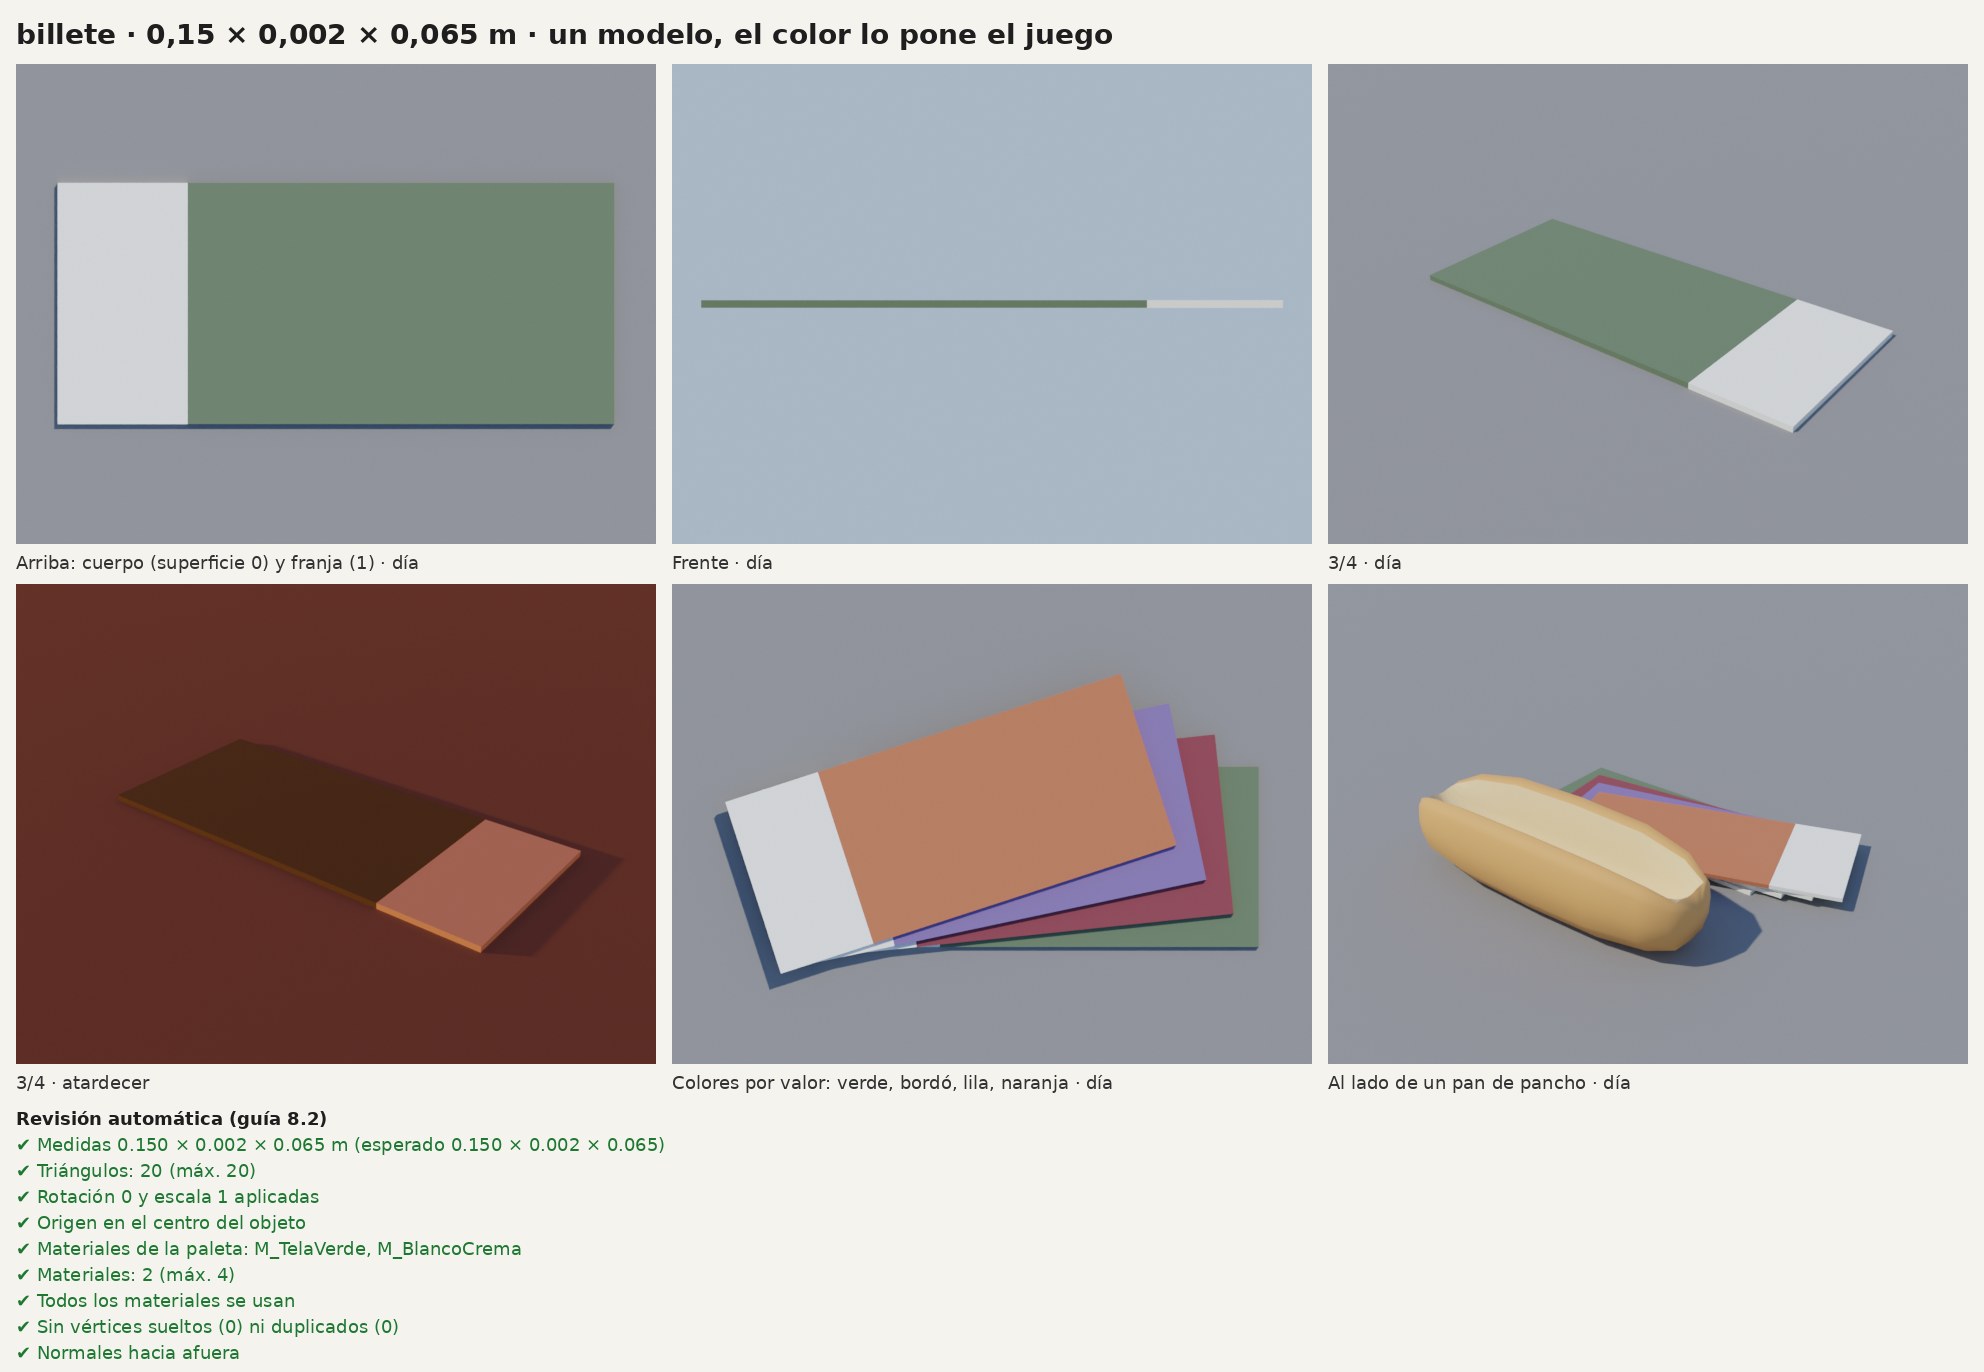 billete · 0,15 × 0,002 × 0,065 m · un modelo, el color lo pone el juego
Arriba: cuerpo (superficie 0) y franja (1) · día
Frente · día
3/4 · día
3/4 · atardecer
Colores por valor: verde, bordó, lila, naranja · día
Al lado de un pan de pancho · día
Revisión automática (guía 8.2)
✔ Medidas 0.150 × 0.002 × 0.065 m (esperado 0.150 × 0.002 × 0.065)
✔ Triángulos: 20 (máx. 20)
✔ Rotación 0 y escala 1 aplicadas
✔ Origen en el centro del objeto
✔ Materiales de la paleta: M_TelaVerde, M_BlancoCrema
✔ Materiales: 2 (máx. 4)
✔ Todos los materiales se usan
✔ Sin vértices sueltos (0) ni duplicados (0)
✔ Normales hacia afuera